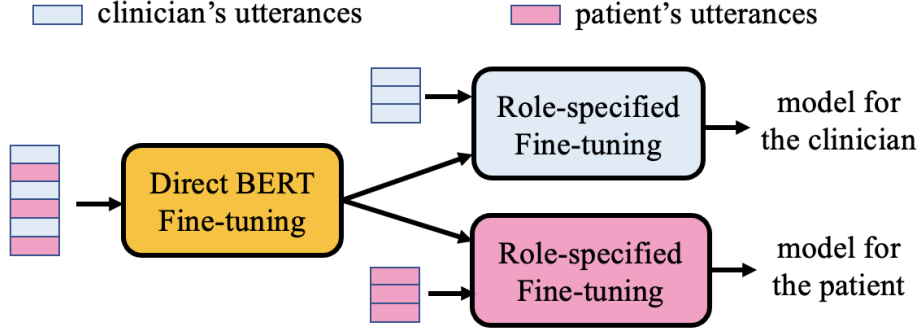 clinician’s utterances
patient’s utterances
Role-specified
Fine-tuning
model for
the clinician
Direct BERT
Fine-tuning
Role-specified
Fine-tuning
model for
the patient